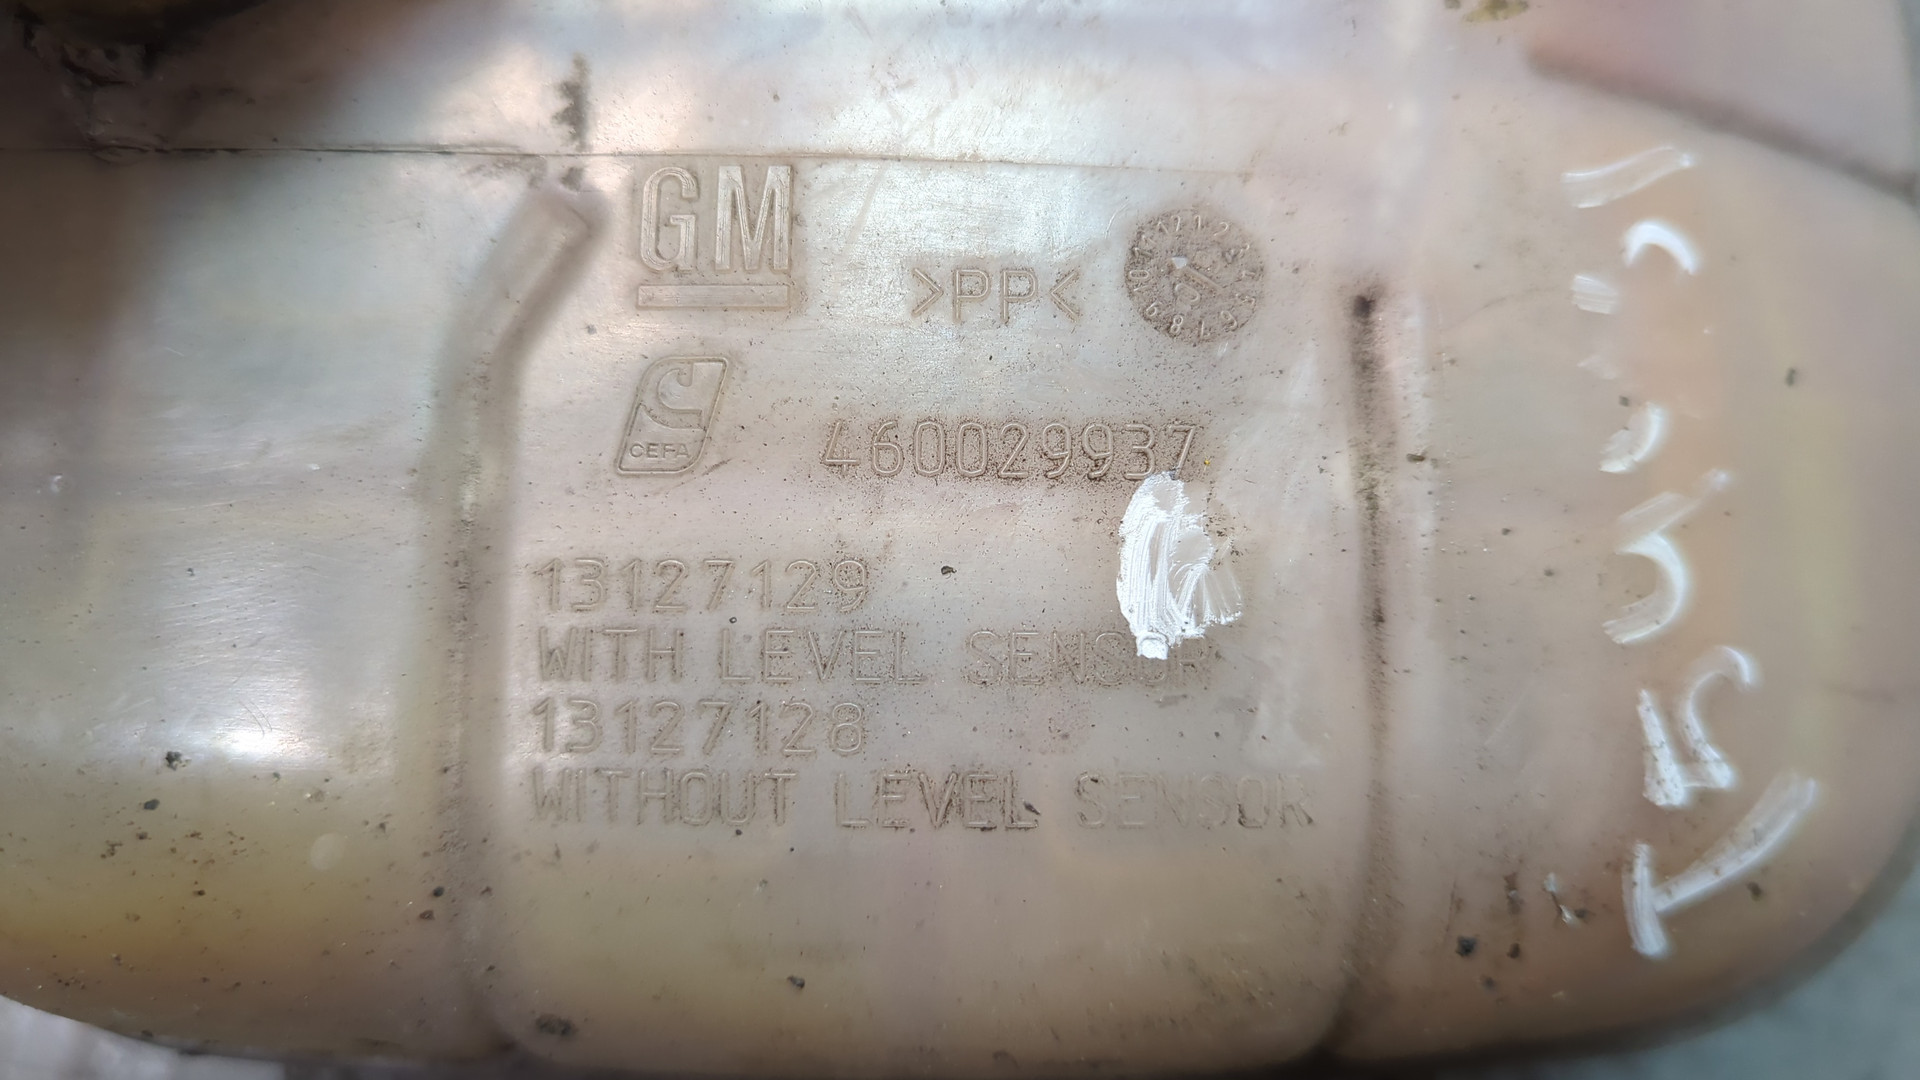 GM
>PP<
CEFA
460029937
13127129
WITH LEVEL SENSOR
13127128
WITHOUT LEVEL SENSOR